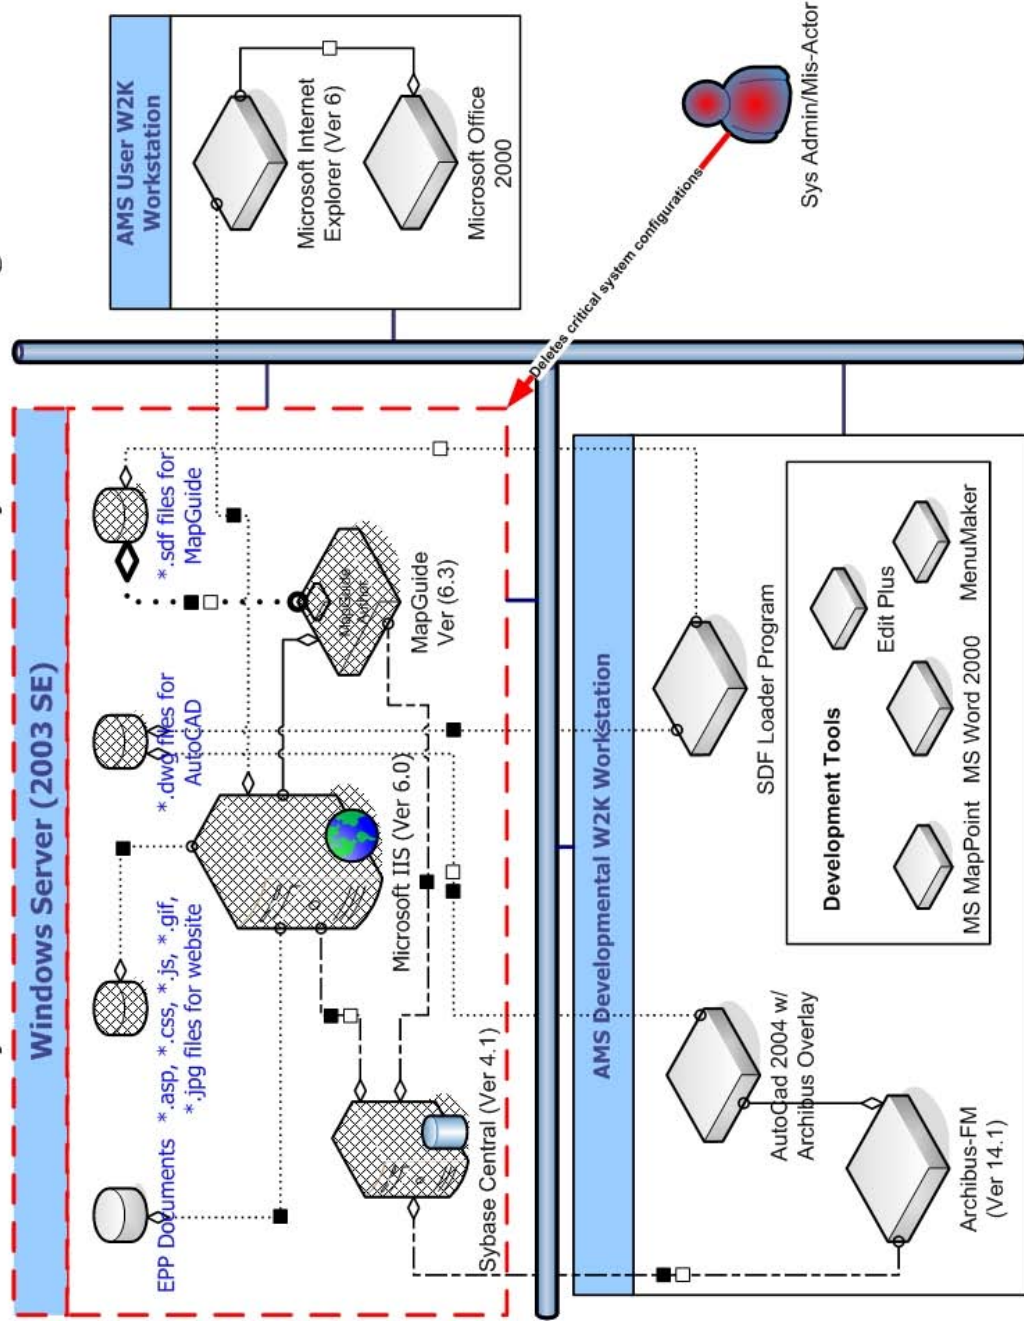 Windows Server (2003 SE)
EPP Documents
*.asp, *.css, *.js, *.gif,
*.jpg files for website
*.dwg files for
AutoCAD
*.sdf files for
MapGuide
Microsoft IIS (Ver 6.0)
MapGuide
Author
MapGuide
Ver (6.3)
Sybase Central (Ver 4.1)
AMS User W2K
Workstation
Microsoft Internet
Explorer (Ver 6)
Microsoft Office
2000
Deletes critical system configurations
Sys Admin/Mis-Actor
AMS Developmental W2K Workstation
AutoCad 2004 w/
Archibus Overlay
Archibus-FM
(Ver 14.1)
SDF Loader Program
Development Tools
Edit Plus
MS MapPoint
MS Word 2000
MenuMaker